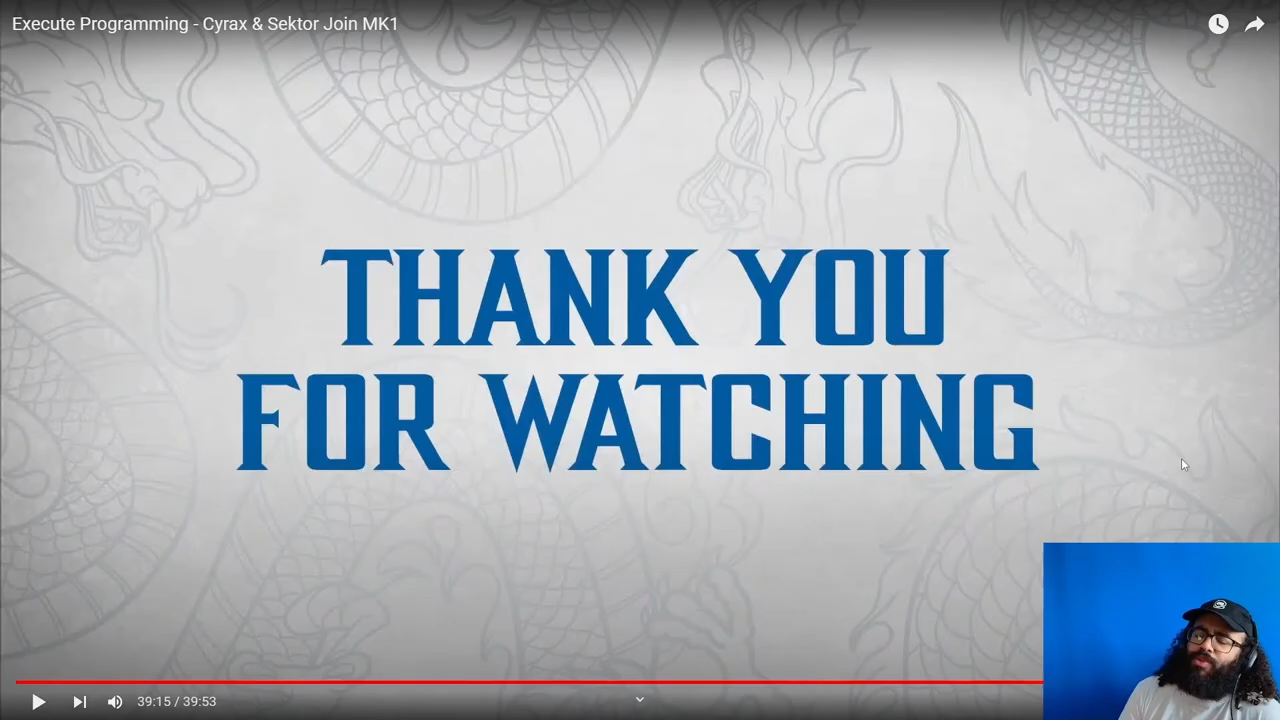 Execute Programming - Cyrax & Sektor Join MK1
THANK YOU
FOR WATCHING
39:15 / 39:53